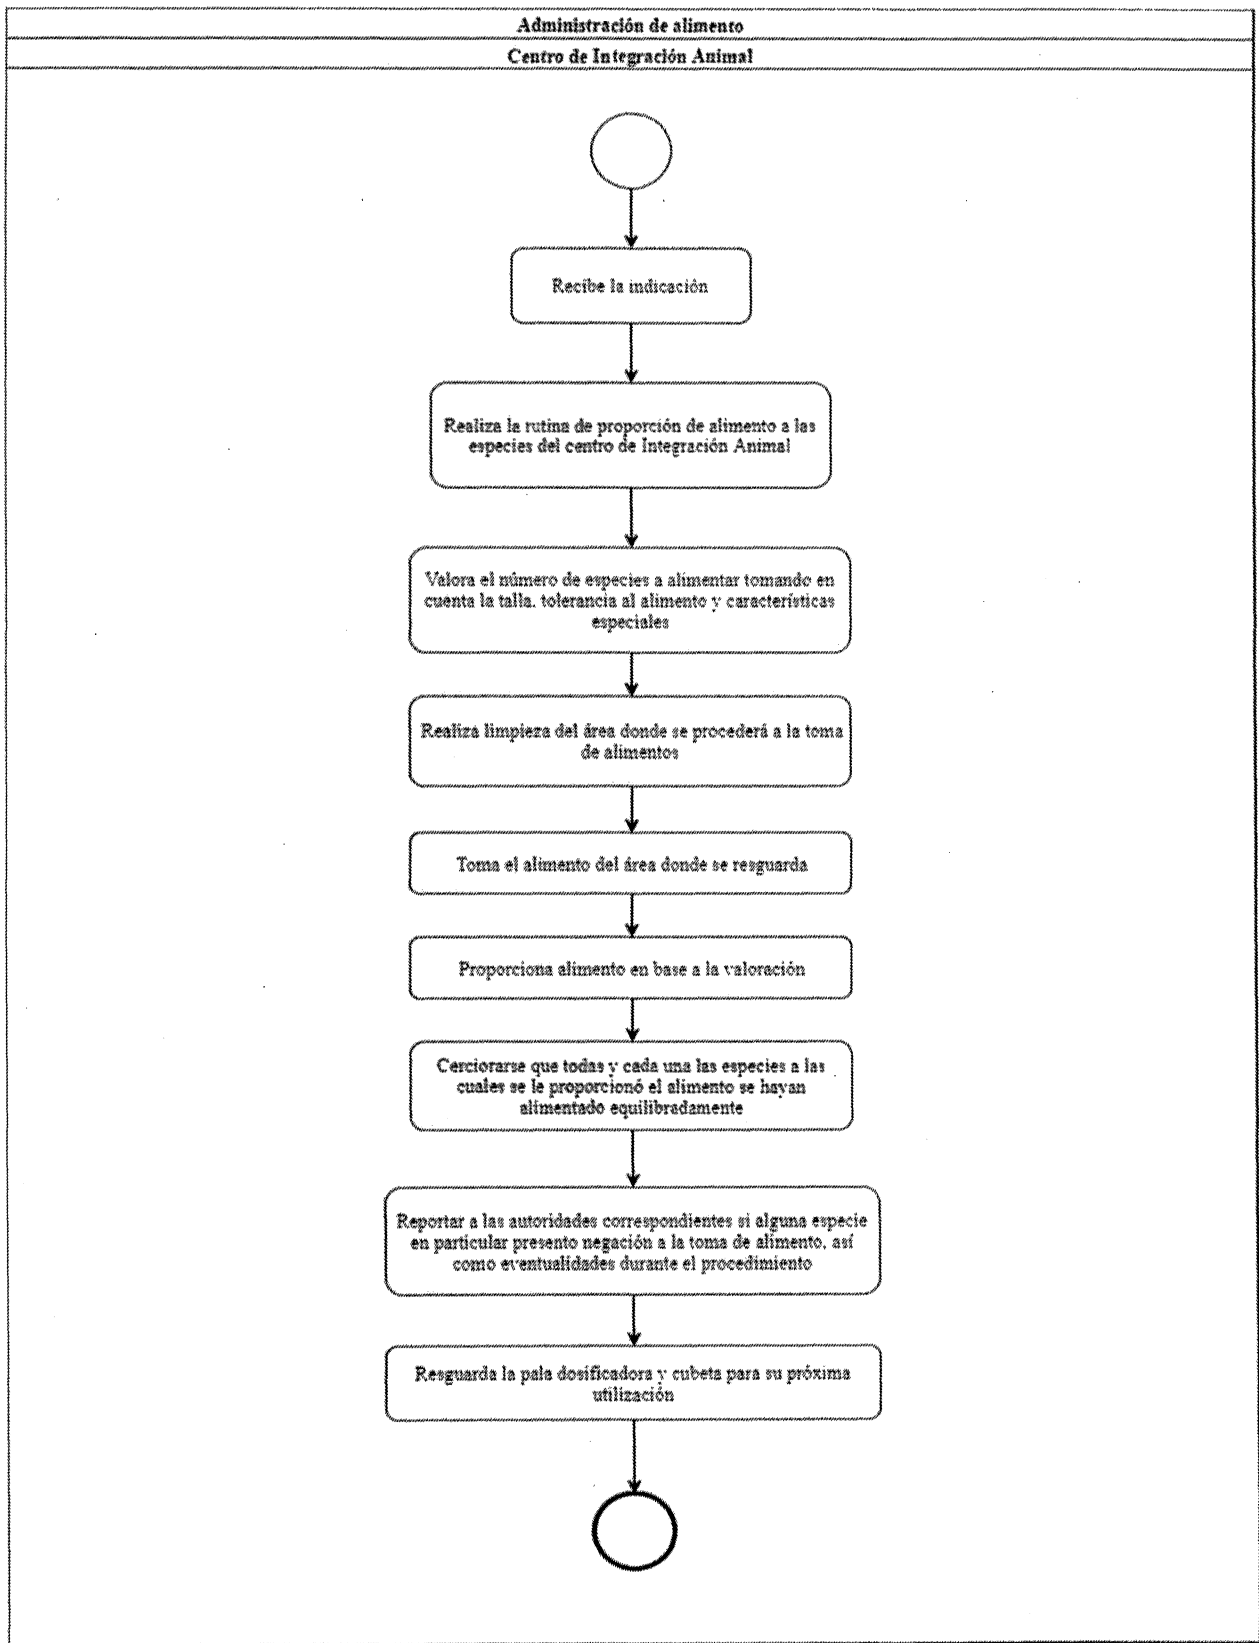 Administración de alimento
Centro de Integración Animal
Recibe la indicación
Realiza la rutina de proporción de alimento a las
especies del centro de Integración Animal
Valora el número de especies a alimentar tomando en
cuenta la talla, tolerancia al alimento y características
especiales
Realiza limpieza del área donde se procederá a la toma
de alimentos
Toma el alimento del área donde se resguarda
Proporciona alimento en base a la valoración
Cerciorarse que todas y cada una las especies a las
cuales se le proporcionó el alimento se hayan
alimentado equilibradamente
Reportar a las autoridades correspondientes si alguna especie
en particular presento negación a la toma de alimento, así
como eventualidades durante el procedimiento
Resguarda la pala dosificadora y cubeta para su próxima
utilización